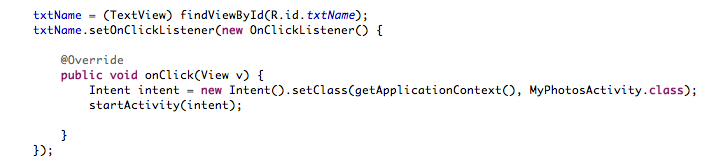 txtName = (TextView) findViewById(R.id.txtName);
txtName.setOnClickListener(new OnClickListener() {
@Override
public void onClick(View v) {
Intent intent = new Intent().setClass(getApplicationContext(), MyPhotosActivity.class);
startActivity(intent);
}
});